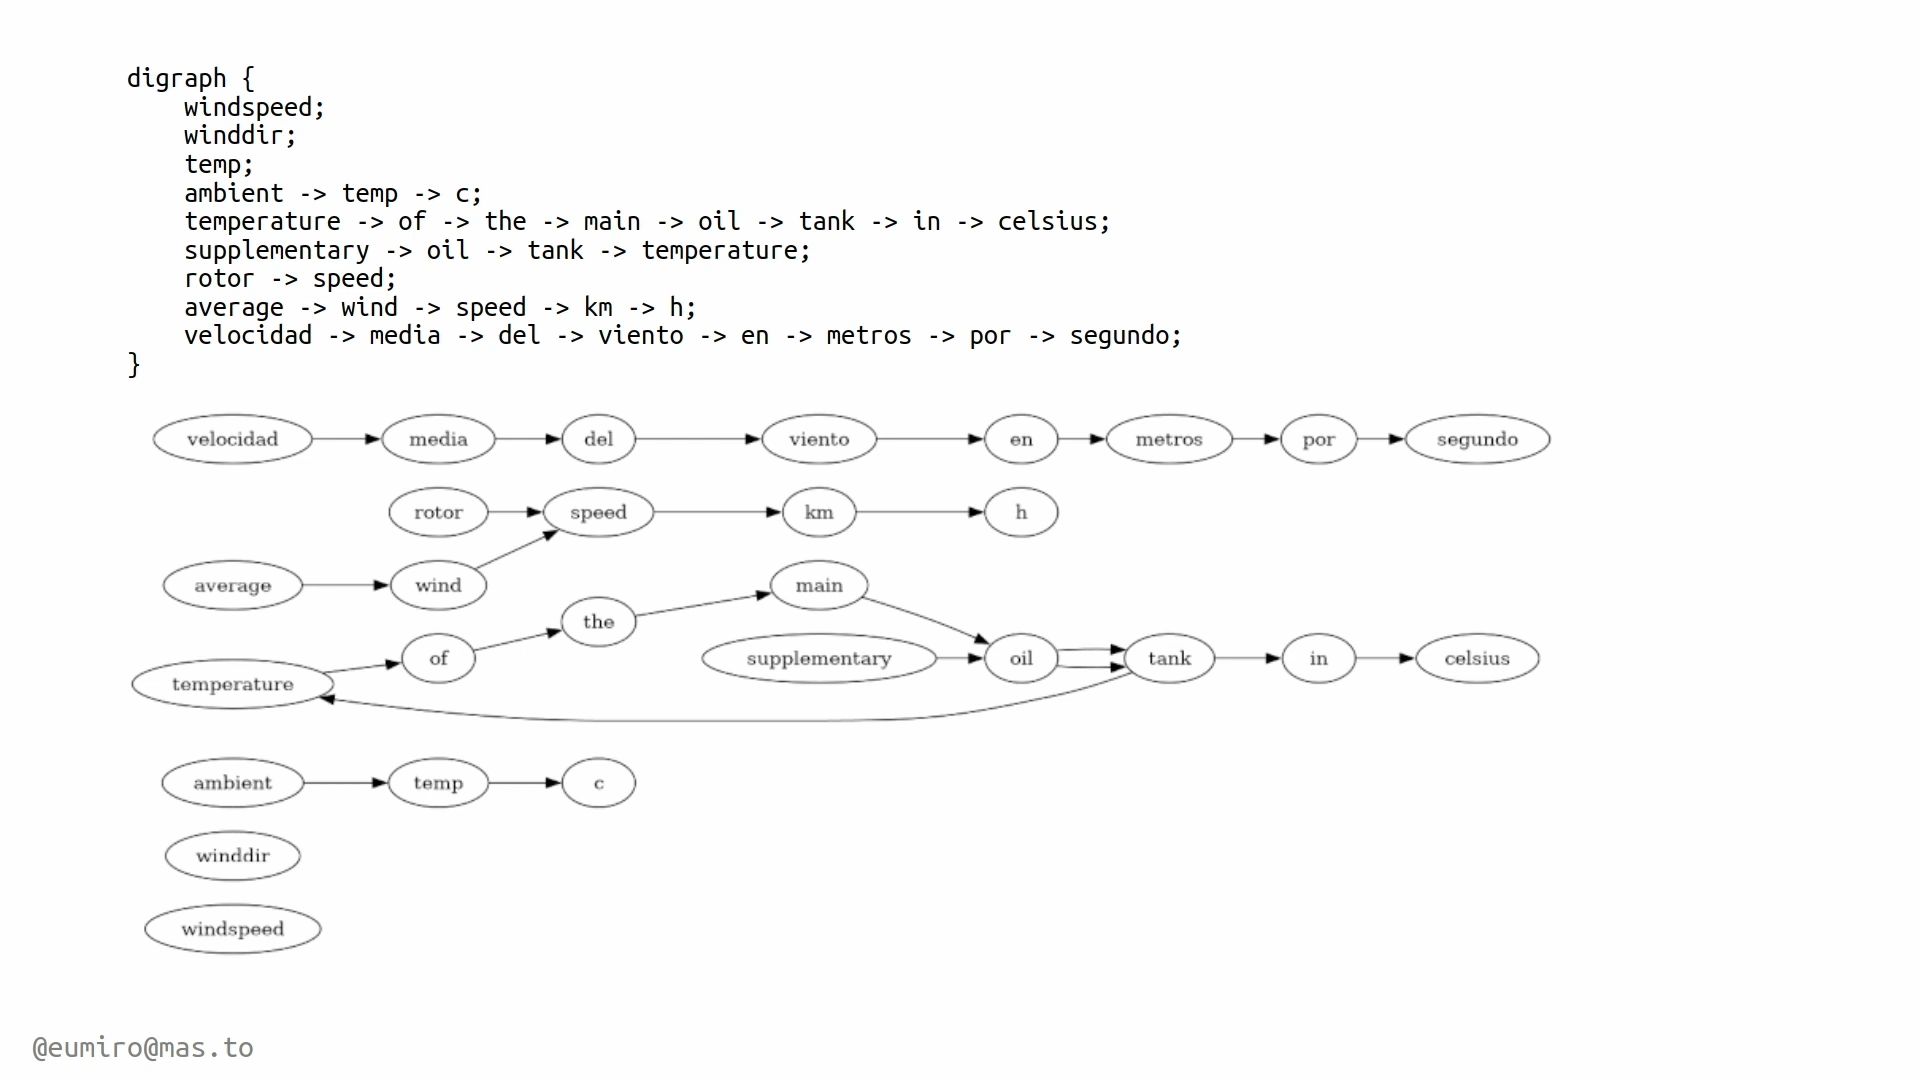 digraph {
windspeed;
winddir;
temp;
ambient -> temp -> c;
temperature -> of -> the -> main -> oil -> tank -> in -> celsius;
supplementary -> oil -> tank -> temperature;
rotor -> speed;
average -> wind -> speed -> km -> h;
velocidad -> media -> del -> viento -> en -> metros -> por -> segundo;
}
velocidad media del viento en metros por segundo
rotor speed km h
average wind main
the
of supplementary oil tank in celsius
temperature
ambient temp c
winddir
windspeed
@eumiro@mas.to